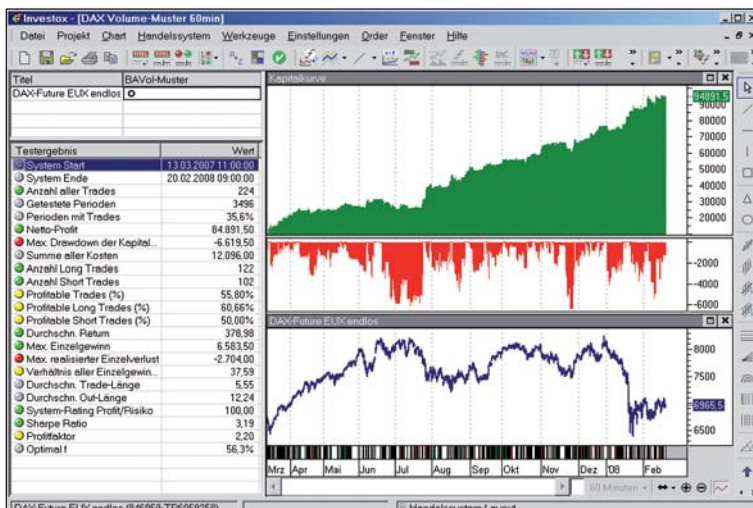 Investox - [DAX Volume-Muster 60min]
Datei Projekt Chart Handelssystem Werkzeuge Einstellungen Order Fenster Hilfe
Titel BAVol-Muster
DAX-Future EUX endlos
Testergebnis Wert
System Start 13.03.2007 11:00:00
System Ende 20.02.2008 09:00:00
Anzahl aller Trades 224
Getestete Perioden 3496
Perioden mit Trades 35,6%
Netto-Profit 84.891,50
Max. Drawdown der Kapital... -6.619,50
Summe aller Kosten 12.096,00
Anzahl Long Trades 122
Anzahl Short Trades 102
Profitable Trades (%) 55,80%
Profitable Long Trades (%) 60,66%
Profitable Short Trades (%) 50,00%
Durchschn. Return 378,98
Max. Einzelgewinn 6.583,50
Max. realisierter Einzelverlust -2.704,00
Verhältnis aller Einzelgewin... 37,59
Durchschn. Trade-Länge 5,55
Durchschn. Out-Länge 12,24
System-Rating Profit/Risiko 100,00
Sharpe Ratio 3,19
Profitfaktor 2,20
Optimal f 56,3%
Kapitalkurve
94891,5
90000
80000
70000
60000
50000
40000
30000
20000
-2000
-4000
-6000
DAX-Future EUX endlos
8000
7500
6965,5
6500
Mrz Apr Mai Jun Jul Aug Sep Okt Nov Dez '08 Feb
60 Minuten
DAX-Future EUX endlos
Handelssystem-Layout